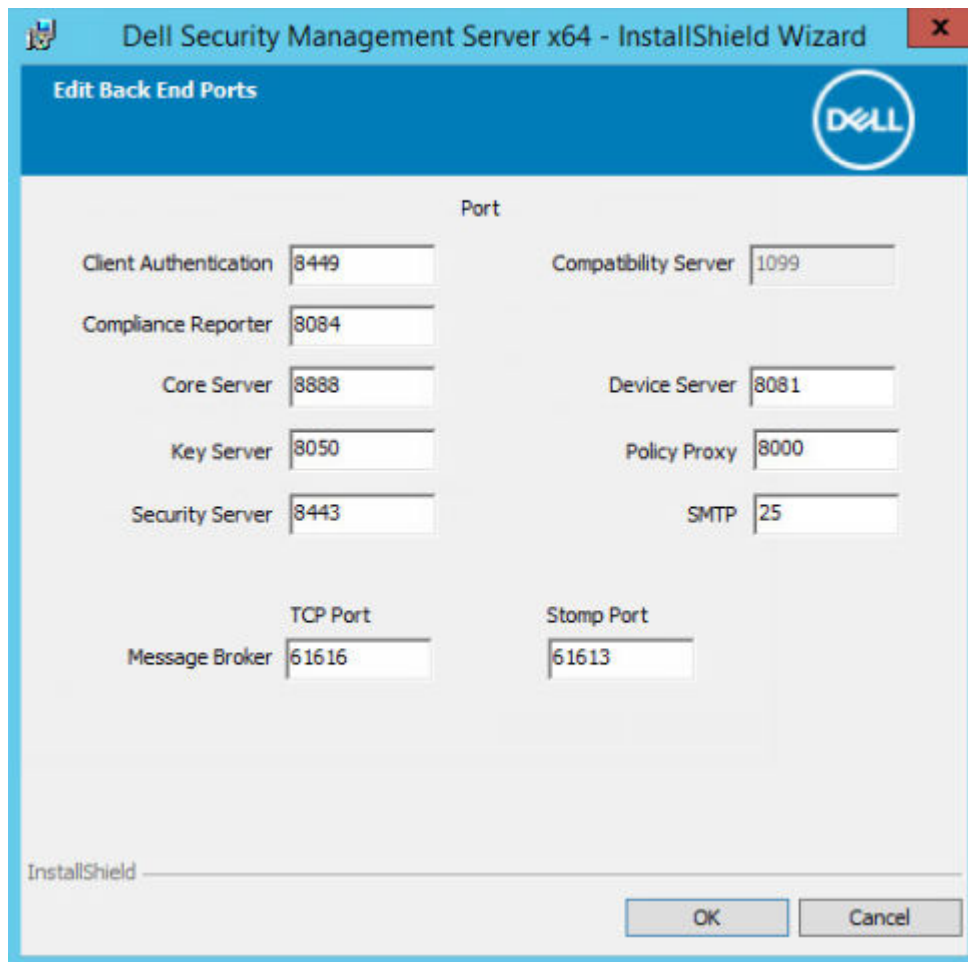 Dell Security Management Server x64 - InstallShield Wizard x
Edit Back End Ports
DELL
Port
Client Authentication 8449 Compatibility Server 1099
Compliance Reporter 8084
Core Server 8888 Device Server 8081
Key Server 8050 Policy Proxy 8000
Security Server 8443 SMTP 25
TCP Port Stomp Port
Message Broker 61616 61613
InstallShield
OK Cancel